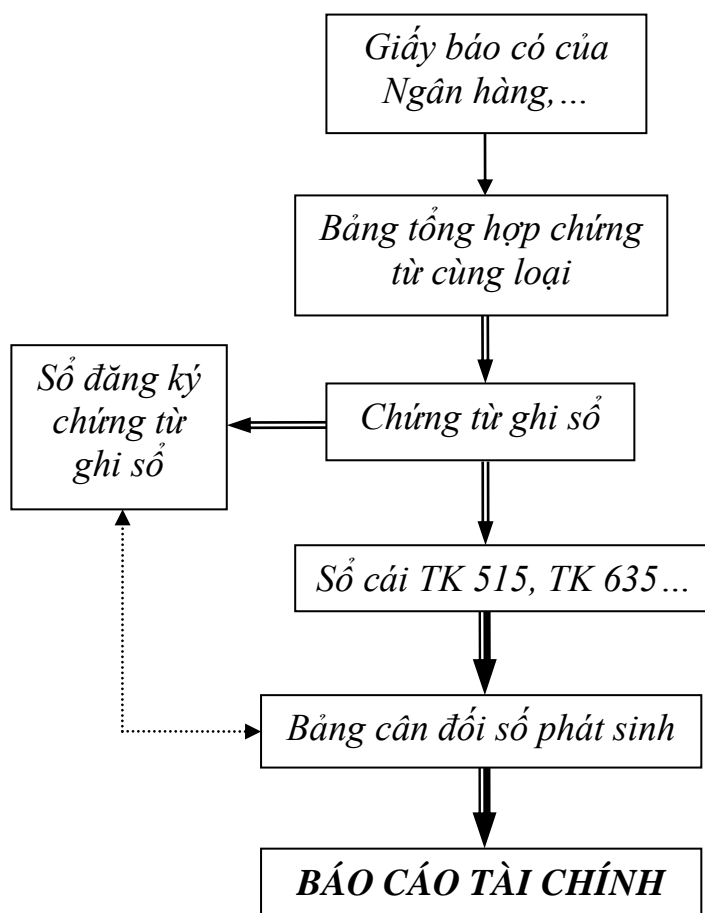 Giấy báo có của
Ngân hàng,…
Bảng tổng hợp chứng
từ cùng loại
Sổ đăng ký
chứng từ
ghi sổ
Chứng từ ghi sổ
Sổ cái TK 515, TK 635…
Bảng cân đối số phát sinh
BÁO CÁO TÀI CHÍNH